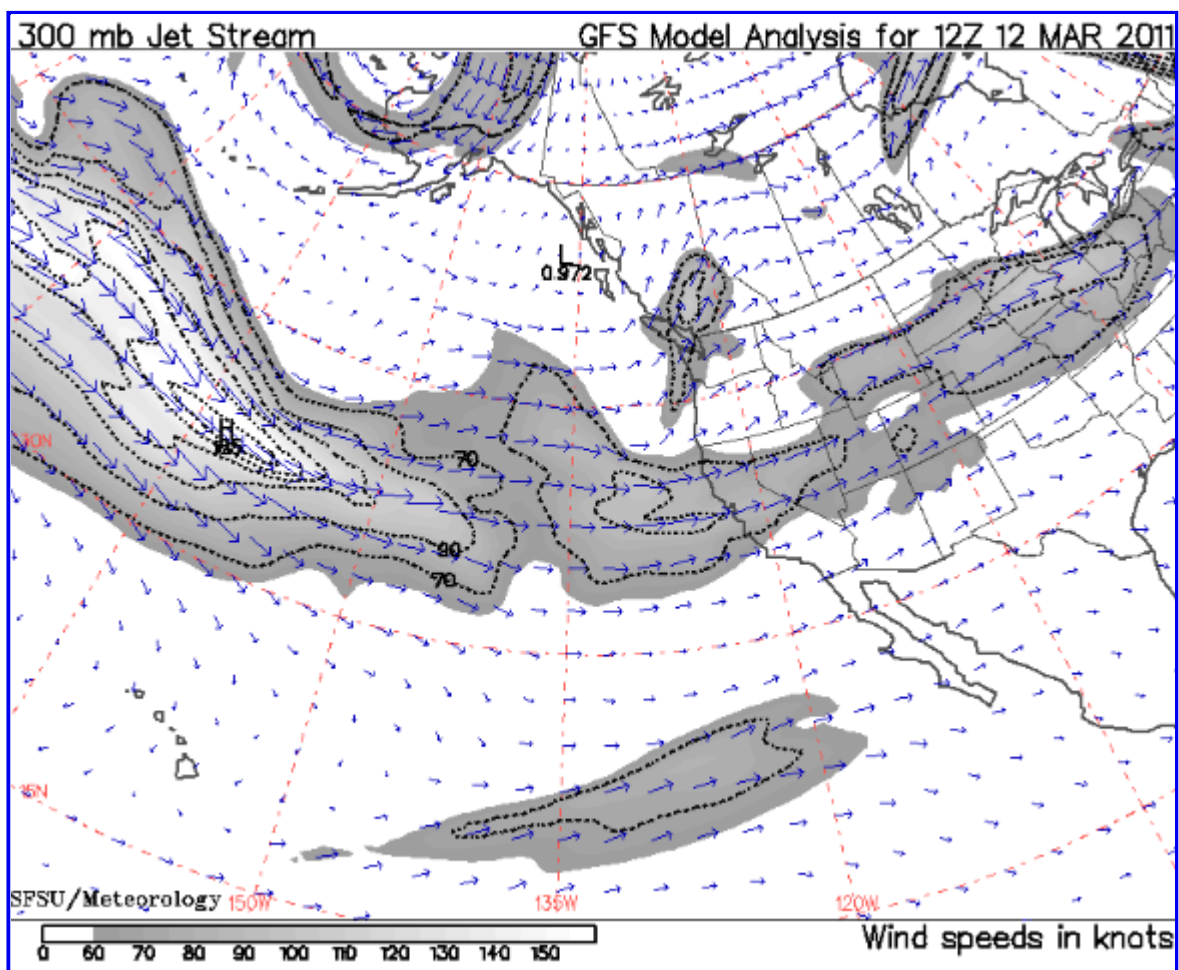 300 mb Jet Stream GFS Model Analysis for 12Z 12 MAR 2011
L
0.972
H
30N
70
90
70
15N
SFSU/Meteorology 150W 135W 120W
0 60 70 80 90 100 110 120 130 140 150 Wind speeds in knots